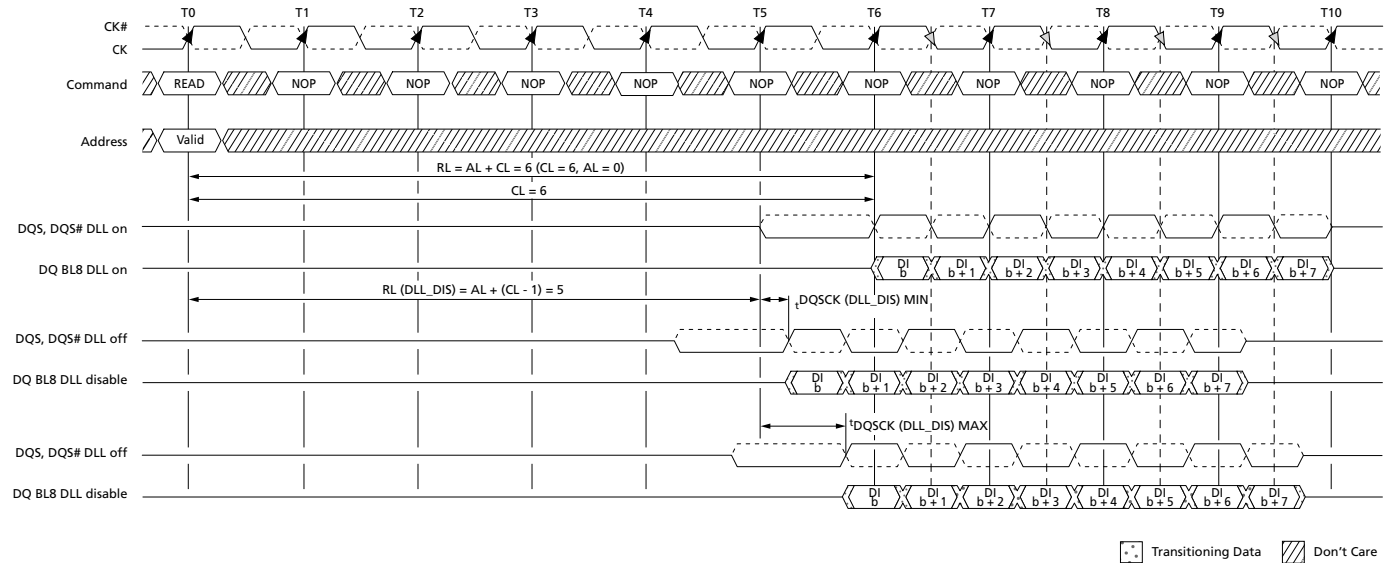 T0 T1 T2 T3 T4 T5 T6 T7 T8 T9 T10
CK#
CK
Command READ NOP NOP NOP NOP NOP NOP NOP NOP NOP NOP
Address Valid
RL = AL + CL = 6 (CL = 6, AL = 0)
CL = 6
DQS, DQS# DLL on
DQ BL8 DLL on DI b DI b + 1 DI b + 2 DI b + 3 DI b + 4 DI b + 5 DI b + 6 DI b + 7
RL (DLL_DIS) = AL + (CL - 1) = 5 tDQSCK (DLL_DIS) MIN
DQS, DQS# DLL off
DQ BL8 DLL disable DI b DI b + 1 DI b + 2 DI b + 3 DI b + 4 DI b + 5 DI b + 6 DI b + 7
tDQSCK (DLL_DIS) MAX
DQS, DQS# DLL off
DQ BL8 DLL disable DI b DI b + 1 DI b + 2 DI b + 3 DI b + 4 DI b + 5 DI b + 6 DI b + 7
Transitioning Data Don't Care